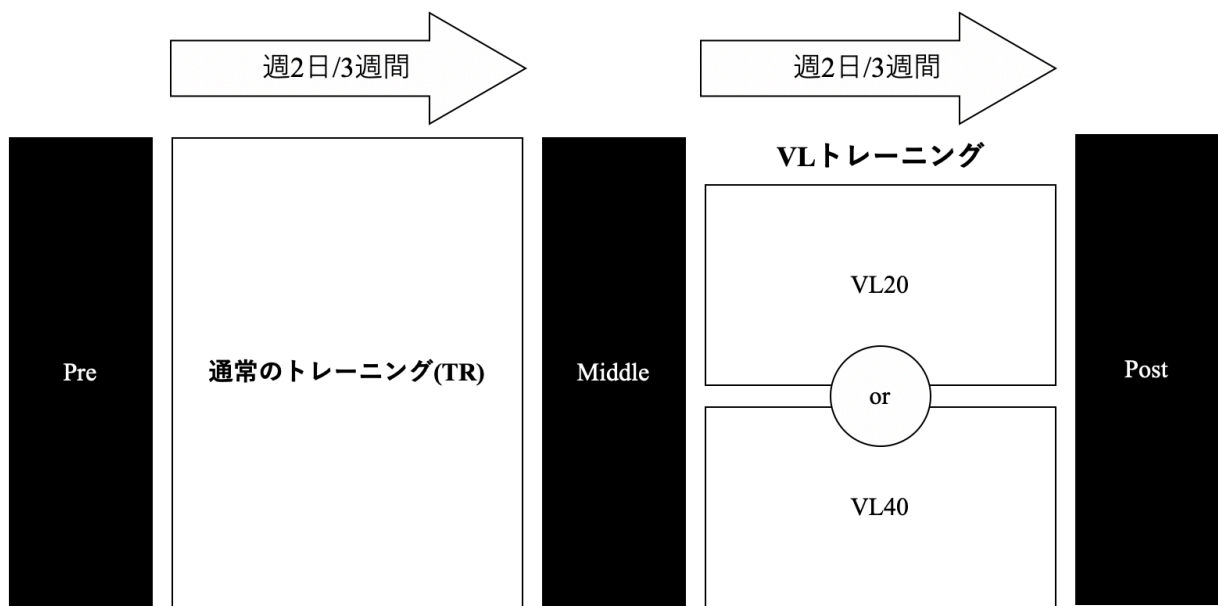 週2日/3週間
週2日/3週間
VLトレーニング
Pre
通常のトレーニング(TR)
Middle
VL20
or
VL40
Post